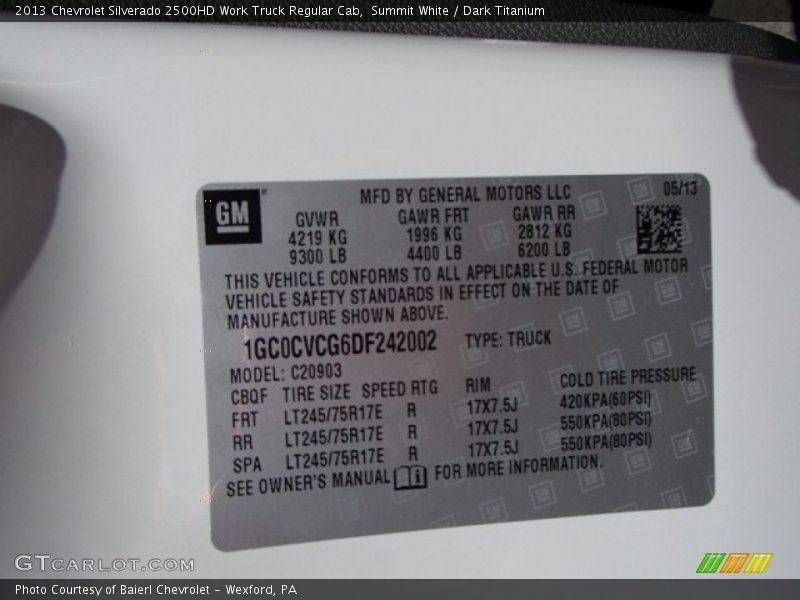 2013 Chevrolet Silverado 2500HD Work Truck Regular Cab, Summit White / Dark Titanium
GM
MFD BY GENERAL MOTORS LLC 05/13
GVWR GAWR FRT GAWR RR
4219 KG 1996 KG 2812 KG
9300 LB 4400 LB 6200 LB
THIS VEHICLE CONFORMS TO ALL APPLICABLE U.S. FEDERAL MOTOR
VEHICLE SAFETY STANDARDS IN EFFECT ON THE DATE OF
MANUFACTURE SHOWN ABOVE.
1GC0CVCG6DF242002 TYPE: TRUCK
MODEL: C20903
CBQF TIRE SIZE SPEED RTG RIM COLD TIRE PRESSURE
FRT LT245/75R17E R 17X7.5J 420KPA(60PSI)
RR LT245/75R17E R 17X7.5J 550KPA(80PSI)
SPA LT245/75R17E R 17X7.5J 550KPA(80PSI)
SEE OWNER'S MANUAL FOR MORE INFORMATION.
GTCARLOT.COM
Photo Courtesy of Baierl Chevrolet - Wexford, PA